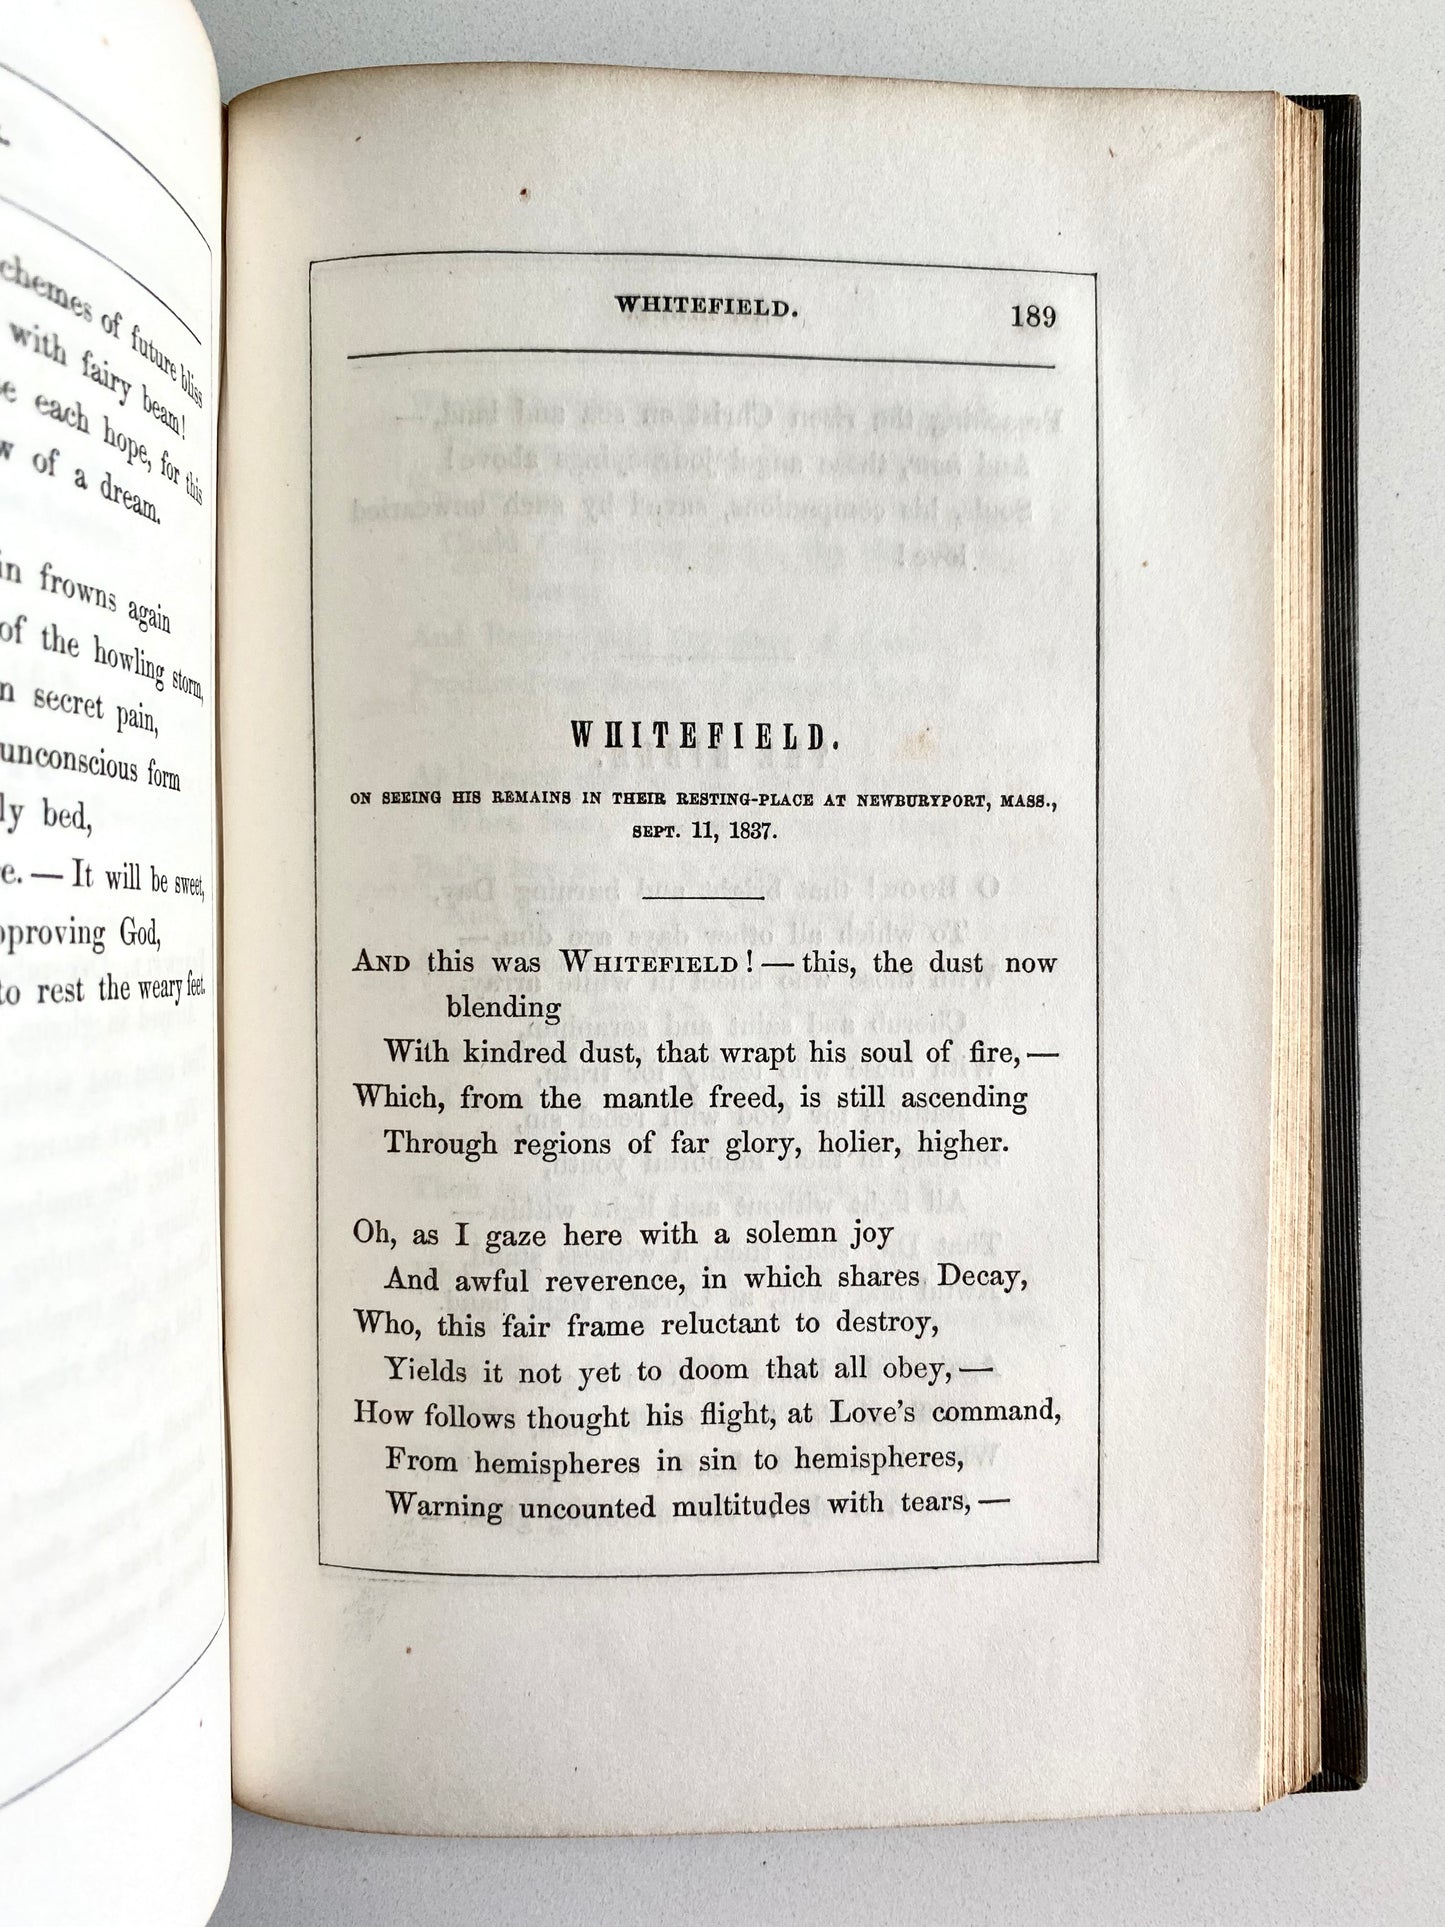 chemes of future bliss
with fairy beam!
each hope, for this
of a dream.
in frowns again
of the howling storm,
secret pain,
unconscious form
bed,
— It will be sweet,
God,
to rest the weary feet.
WHITEFIELD. 189
WHITEFIELD.
ON SEEING HIS REMAINS IN THEIR RESTING-PLACE AT NEWBURYPORT, MASS.,
SEPT. 11, 1837.
AND this was WHITEFIELD! — this, the dust now
blending
With kindred dust, that wrapt his soul of fire, —
Which, from the mantle freed, is still ascending
Through regions of far glory, holier, higher.
Oh, as I gaze here with a solemn joy
And awful reverence, in which shares Decay,
Who, this fair frame reluctant to destroy,
Yields it not yet to doom that all obey, —
How follows thought his flight, at Love's command,
From hemispheres in sin to hemispheres,
Warning uncounted multitudes with tears, —